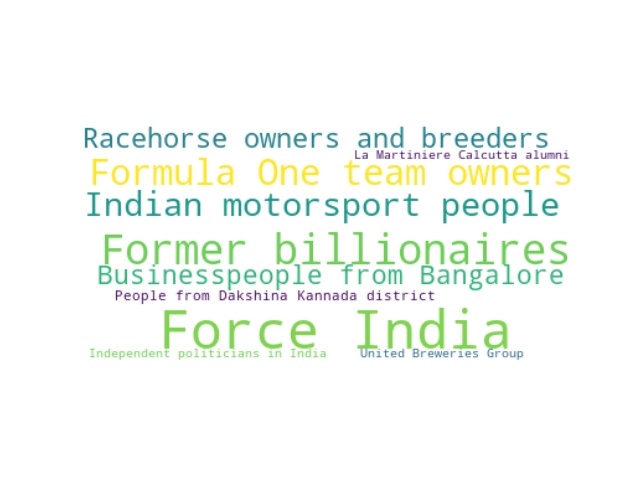 Racehorse owners and breeders
La Martiniere Calcutta alumni
Formula One team owners
Indian motorsport people
Former billionaires
Businesspeople from Bangalore
People from Dakshina Kannada district
Force India
Independent politicians in India
United Breweries Group